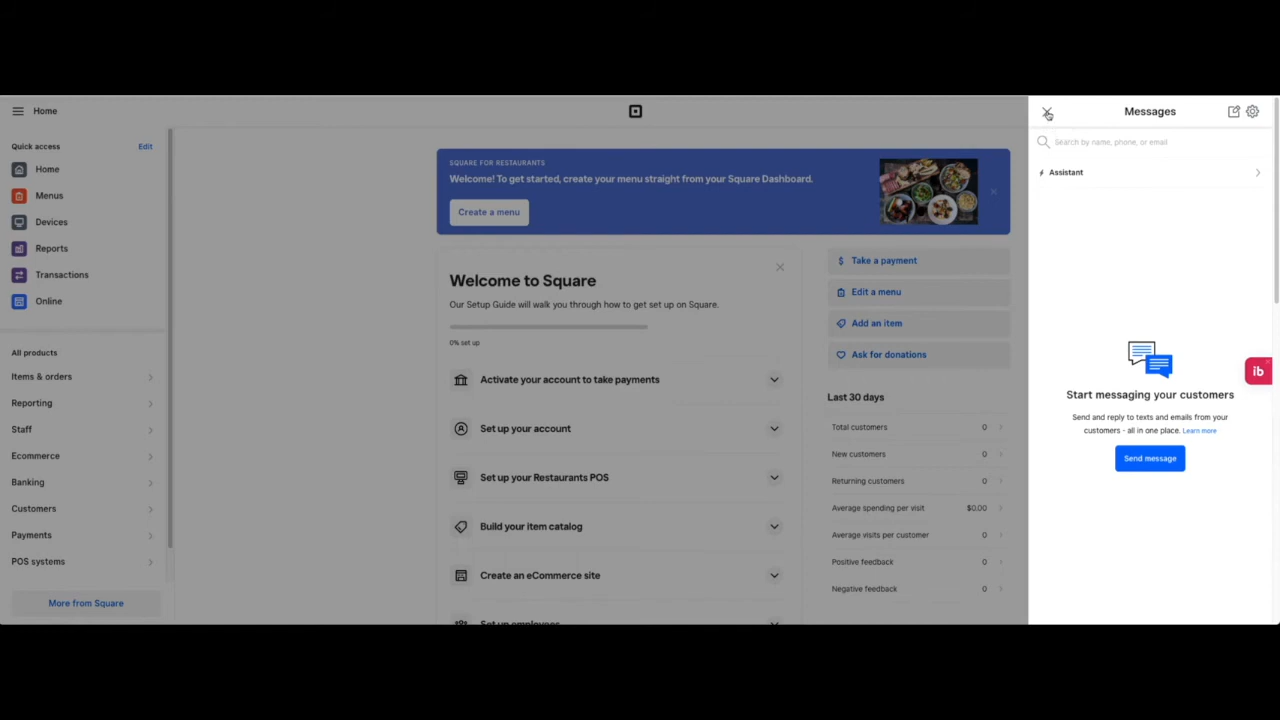 Home
Quick access
Edit
Home
Menus
Devices
Reports
Transactions
Online
All products
Items & orders
Reporting
Staff
Ecommerce
Banking
Customers
Payments
POS systems
More from Square
SQUARE FOR RESTAURANTS
Welcome! To get started, create your menu straight from your Square Dashboard.
Create a menu
Welcome to Square
Our Setup Guide will walk you through how to get set up on Square.
0% set up
Activate your account to take payments
Set up your account
Set up your Restaurants POS
Build your item catalog
Create an eCommerce site
Set up employees
Take a payment
Edit a menu
Add an item
Ask for donations
Last 30 days
Total customers 0
New customers 0
Returning customers 0
Average spending per visit $0.00
Average visits per customer 0
Positive feedback 0
Negative feedback 0
Messages
Search by name, phone, or email
Assistant
ib
Start messaging your customers
Send and reply to texts and emails from your
customers - all in one place. Learn more
Send message